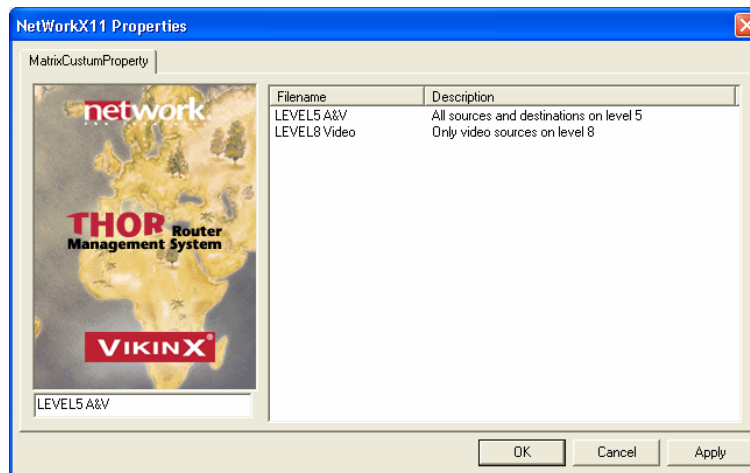 NetWorkX11 Properties
MatrixCustumProperty
network
THOR Router
Management System
VIKINX
LEVEL5 A&V
Filename Description
LEVEL5 A&V All sources and destinations on level 5
LEVEL8 Video Only video sources on level 8
OK Cancel Apply